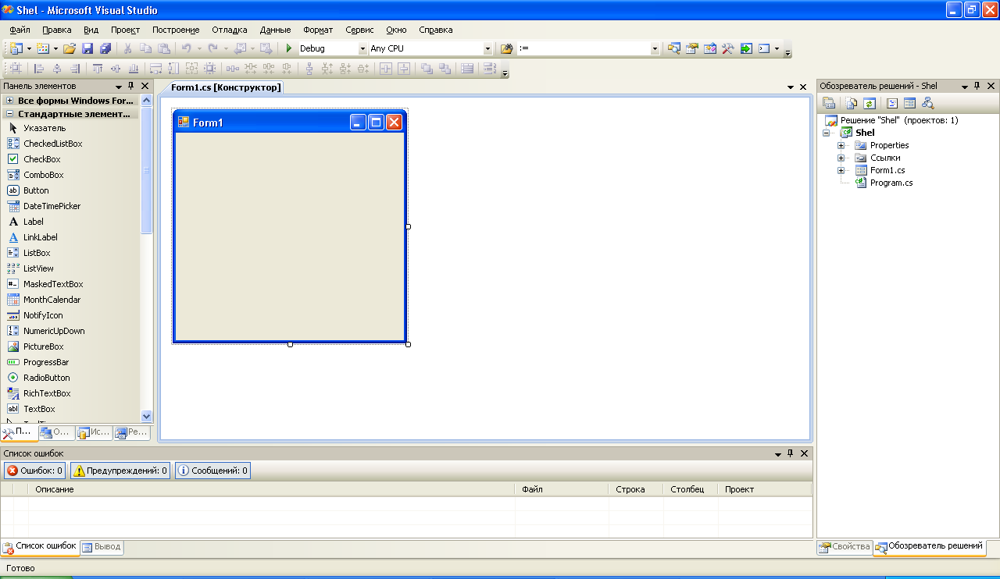 Shel - Microsoft Visual Studio
Файл Правка Вид Проект Построение Отладка Данные Формат Сервис Окно Справка
Debug Any CPU :=
Панель элементов
Все формы Windows For...
Стандартные элемент...
Указатель
CheckedListBox
CheckBox
ComboBox
Button
DateTimePicker
Label
LinkLabel
ListBox
ListView
MaskedTextBox
MonthCalendar
NotifyIcon
NumericUpDown
PictureBox
ProgressBar
RadioButton
RichTextBox
TextBox
П... О... Ис... Ре...
Form1.cs [Конструктор]
Form1
Обозреватель решений - Shel
Решение "Shel" (проектов: 1)
Shel
Properties
Ссылки
Form1.cs
Program.cs
Список ошибок
Ошибок: 0 Предупреждений: 0 Сообщений: 0
Описание Файл Строка Столбец Проект
Список ошибок Вывод
Свойства Обозреватель решений
Готово